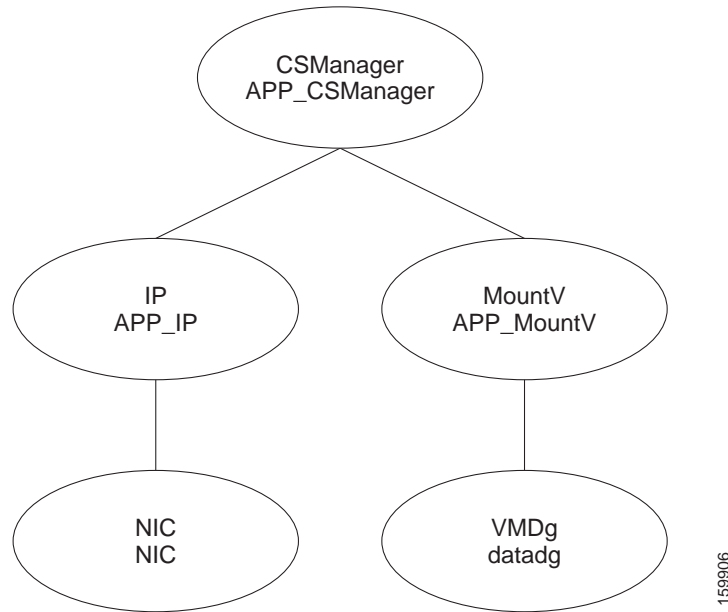 CSManager
APP_CSManager
IP
APP_IP
MountV
APP_MountV
NIC
NIC
VMDg
datadg
159906